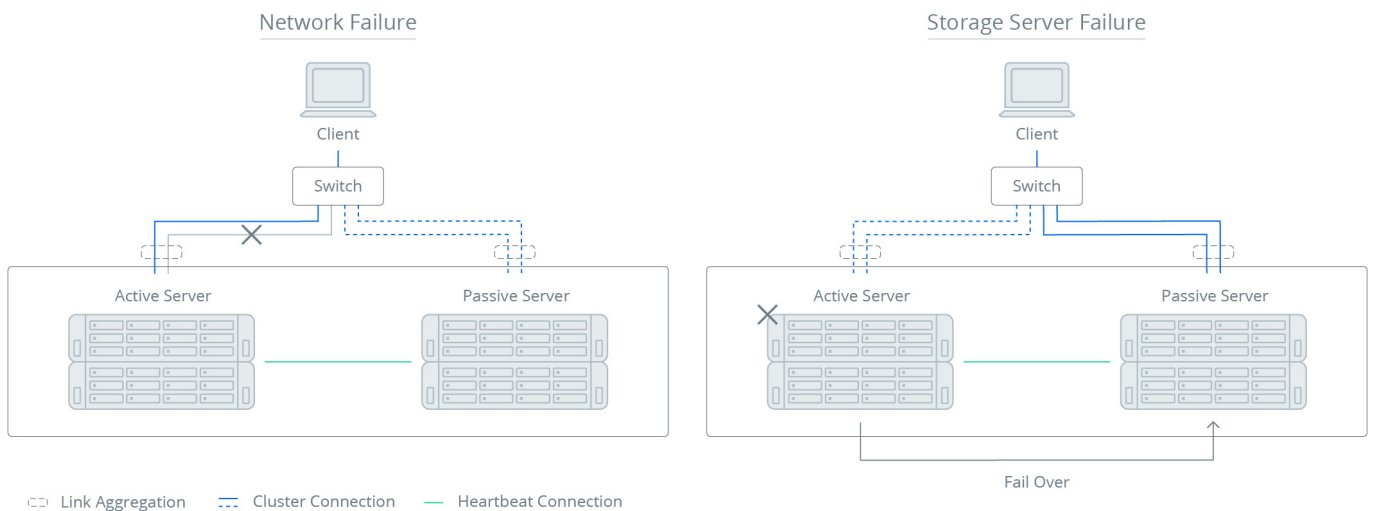 Network Failure
Client
Switch
Active Server
Passive Server
Storage Server Failure
Client
Switch
Active Server
Passive Server
Fail Over
Link Aggregation
Cluster Connection
Heartbeat Connection